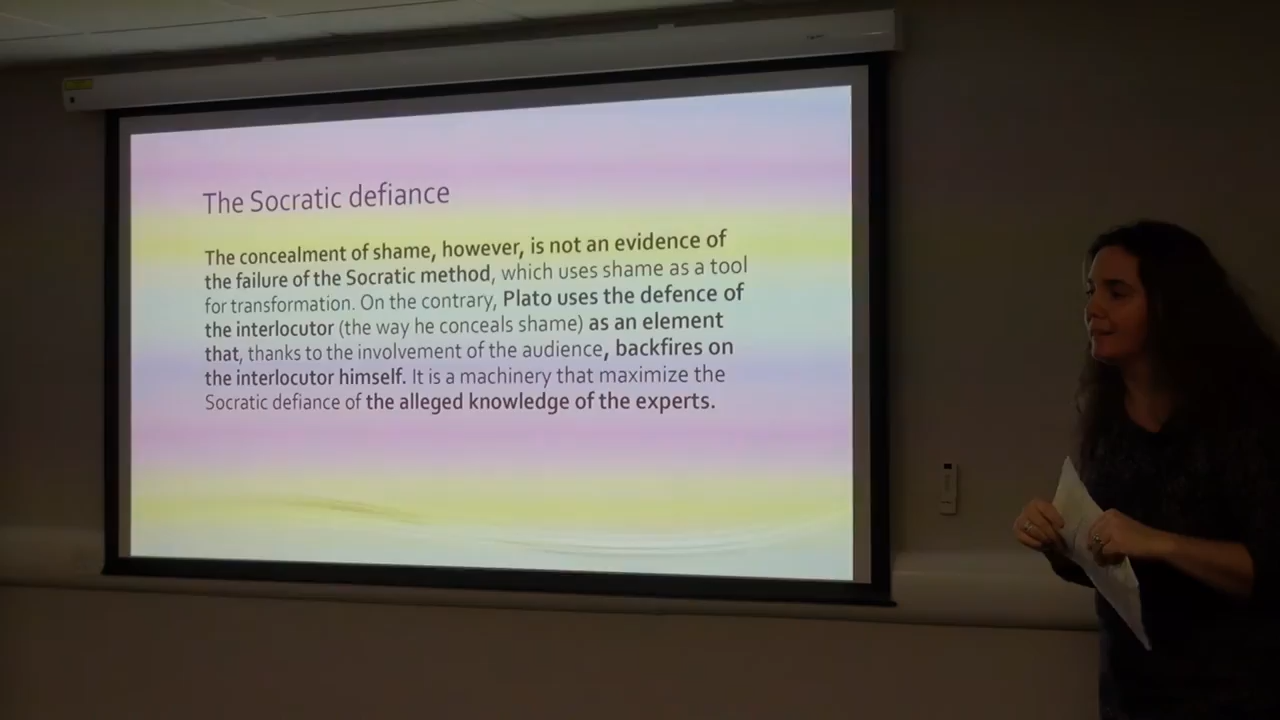 The Socratic defiance
The concealment of shame, however, is not an evidence of
the failure of the Socratic method, which uses shame as a tool
for transformation. On the contrary, Plato uses the defence of
the interlocutor (the way he conceals shame) as an element
that, thanks to the involvement of the audience, backfires on
the interlocutor himself. It is a machinery that maximize the
Socratic defiance of the alleged knowledge of the experts.